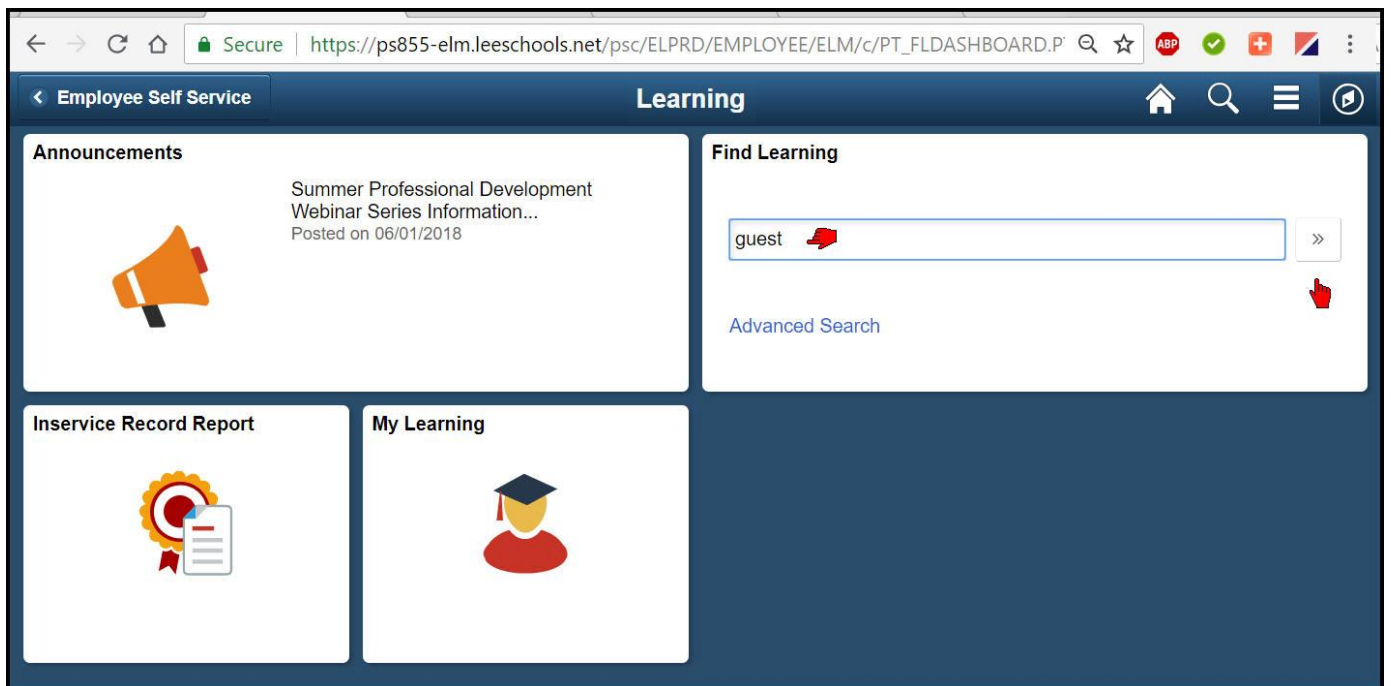 Secure | https://ps855-elm.leeschools.net/psc/ELPRD/EMPLOYEE/ELM/c/PT_FLDASHBOARD.P
ABP
Employee Self Service
Learning
Announcements
Summer Professional Development
Webinar Series Information...
Posted on 06/01/2018
Find Learning
guest
»
Advanced Search
Inservice Record Report
My Learning